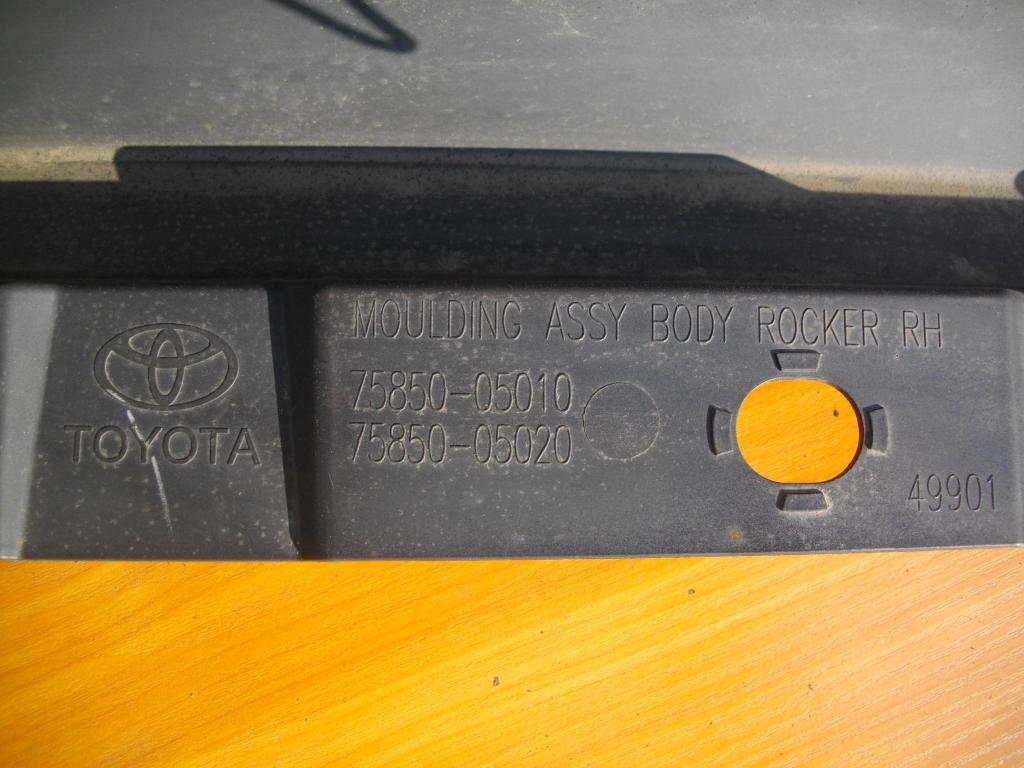 TOYOTA
MOULDING ASSY BODY ROCKER RH
75850-05010
75850-05020
49901